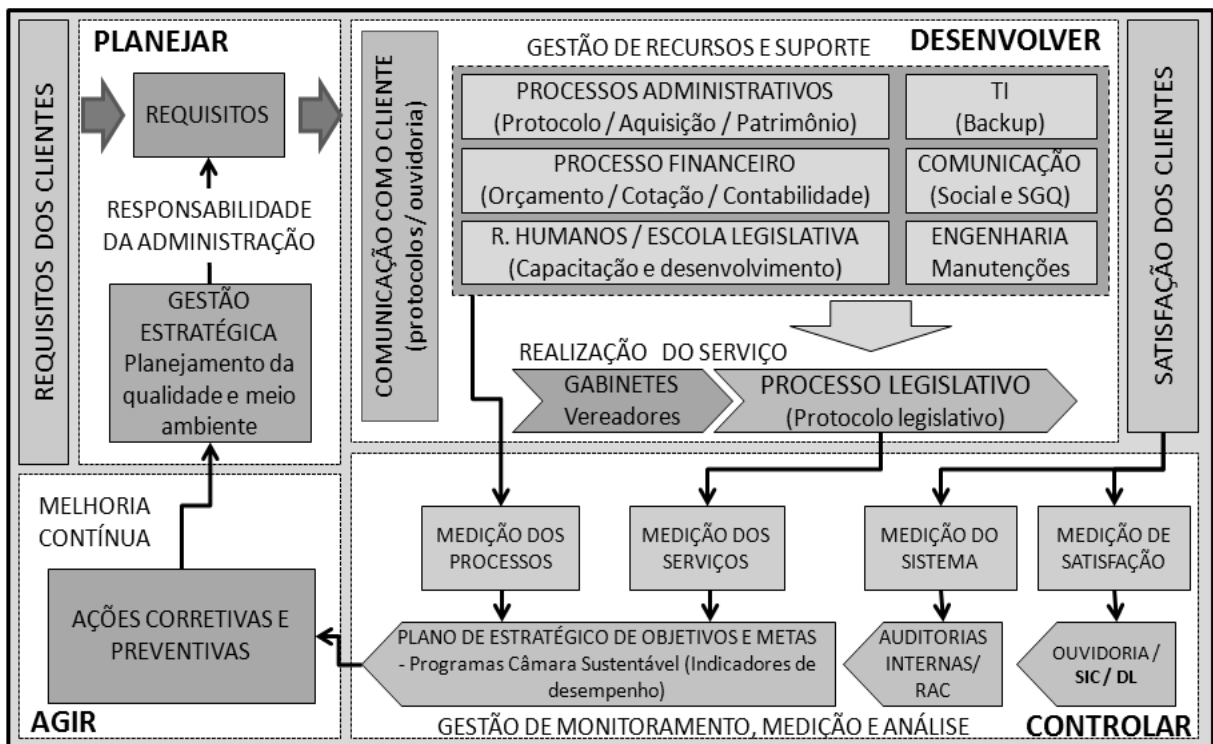 REQUISITOS DOS CLIENTES
PLANEJAR
REQUISITOS
RESPONSABILIDADE
DA ADMINISTRAÇÃO
GESTÃO
ESTRATÉGICA
Planejamento da
qualidade e meio
ambiente
COMUNICAÇÃO COM O CLIENTE
(protocolos/ ouvidoria)
GESTÃO DE RECURSOS E SUPORTE
DESENVOLVER
PROCESSOS ADMINISTRATIVOS
(Protocolo / Aquisição / Patrimônio)
TI
(Backup)
PROCESSO FINANCEIRO
(Orçamento / Cotação / Contabilidade)
COMUNICAÇÃO
(Social e SGQ)
R. HUMANOS / ESCOLA LEGISLATIVA
(Capacitação e desenvolvimento)
ENGENHARIA
Manutenções
REALIZAÇÃO DO SERVIÇO
GABINETES
Vereadores
PROCESSO LEGISLATIVO
(Protocolo legislativo)
SATISFAÇÃO DOS CLIENTES
MELHORIA
CONTÍNUA
AÇÕES CORRETIVAS E
PREVENTIVAS
AGIR
MEDIÇÃO DOS
PROCESSOS
MEDIÇÃO DOS
SERVIÇOS
MEDIÇÃO DO
SISTEMA
MEDIÇÃO DE
SATISFAÇÃO
PLANO DE ESTRATÉGICO DE OBJETIVOS E METAS
- Programas Câmara Sustentável (Indicadores de
desempenho)
AUDITORIAS
INTERNAS/
RAC
OUVIDORIA /
SIC / DL
GESTÃO DE MONITORAMENTO, MEDIÇÃO E ANÁLISE
CONTROLAR